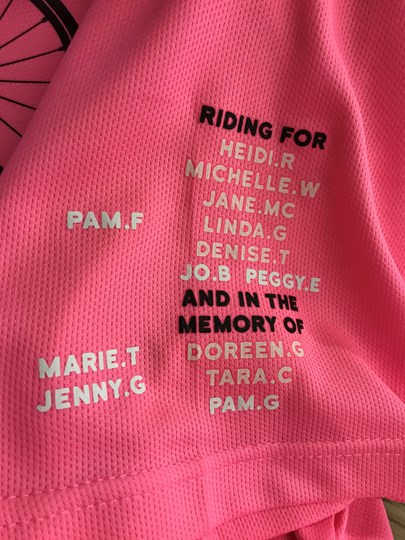 RIDING FOR
HEIDI.R
MICHELLE.W
JANE.MC
PAM.F LINDA.G
DENISE.T
JO.B PEGGY.E
AND IN THE
MEMORY OF
MARIE.T DOREEN.G
JENNY.G TARA.C
PAM.G